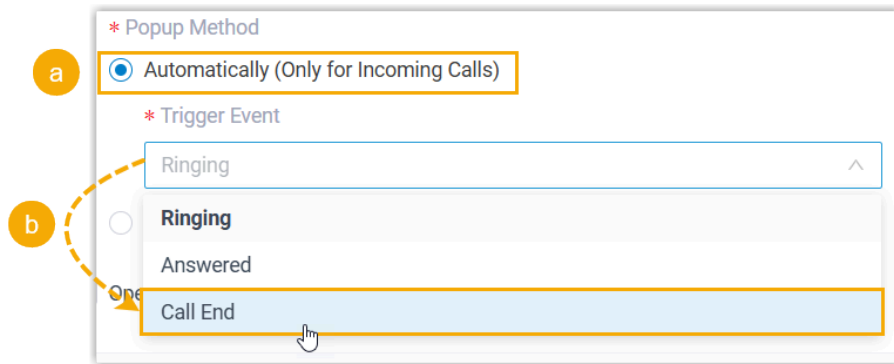 * Popup Method
a
Automatically (Only for Incoming Calls)
* Trigger Event
Ringing
b
Ringing
Answered
Call End